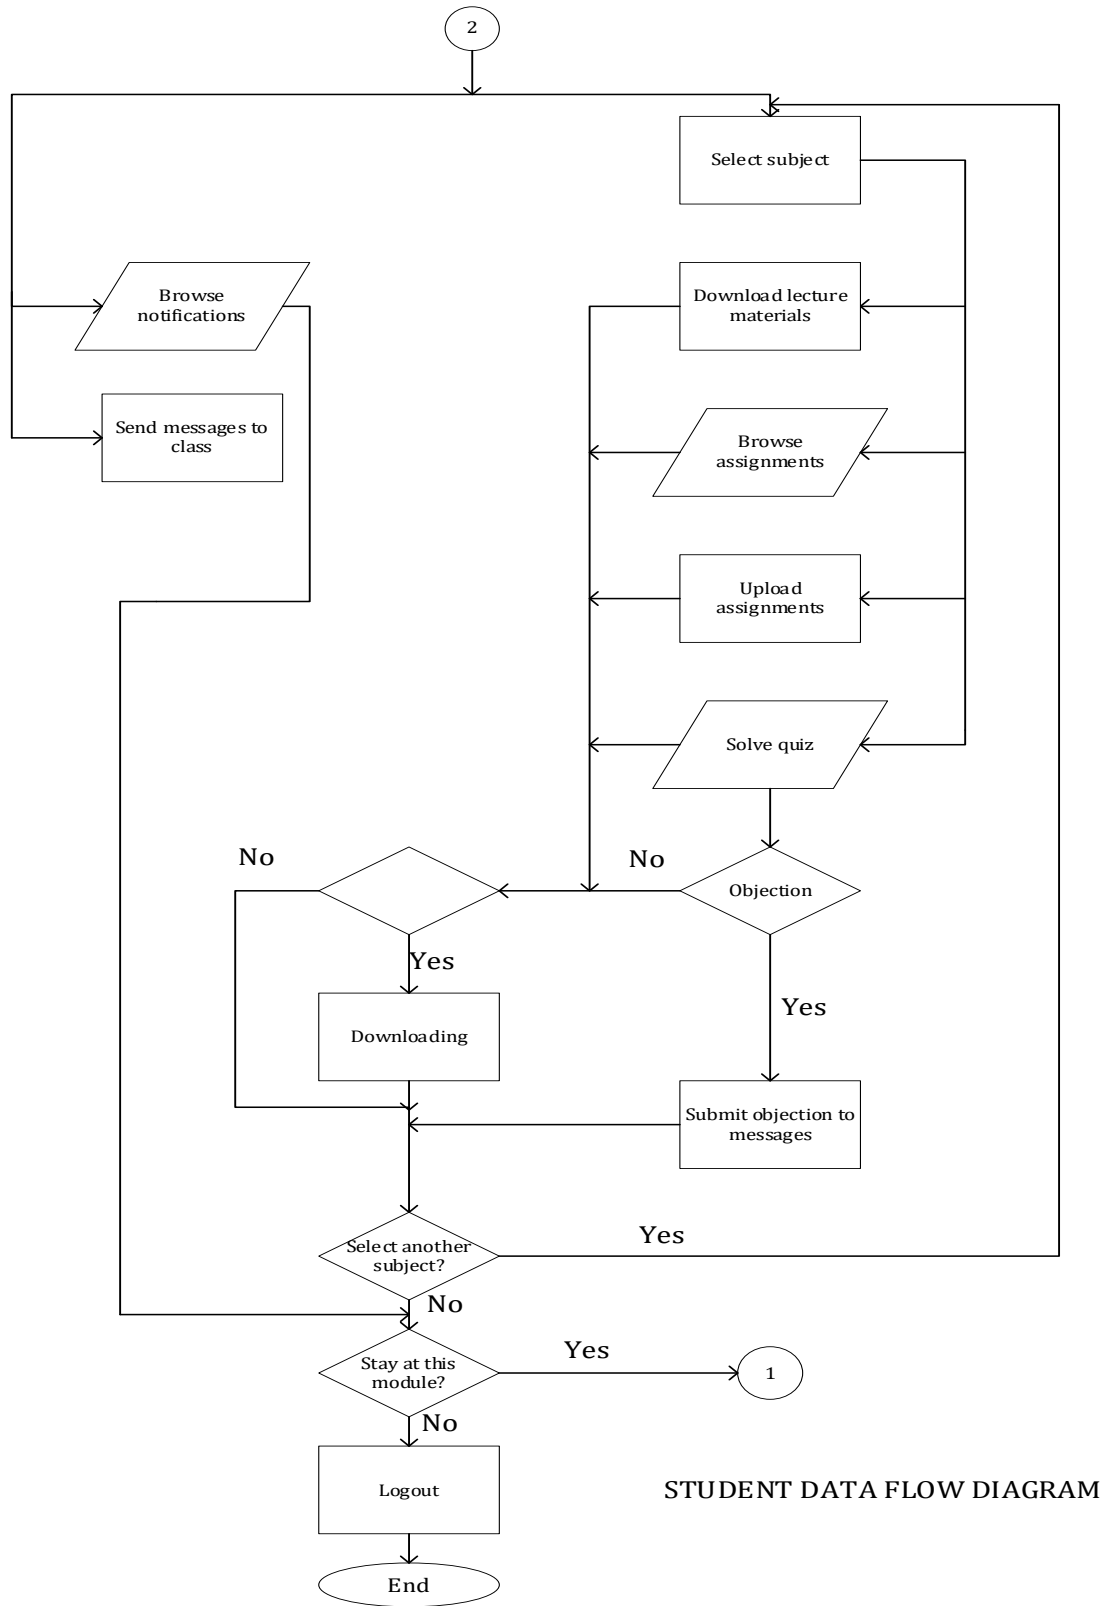 2
Select subject
Browse
notifications
Download lecture
materials
Send messages to
class
Browse
assignments
Upload
assignments
Solve quiz
No
No
Objection
Yes
Yes
Downloading
Submit objection to
messages
Select another
subject?
Yes
No
Stay at this
module?
Yes
1
No
Logout
STUDENT DATA FLOW DIAGRAM
End